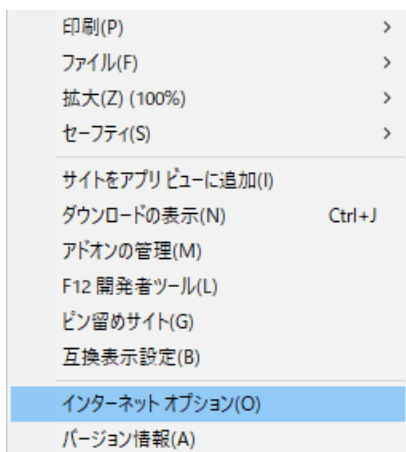 印刷(P)
ファイル(F)
拡大(Z) (100%)
セーフティ(S)
サイトをアプリ ビューに追加(I)
ダウンロードの表示(N) Ctrl+J
アドオンの管理(M)
F12 開発者ツール(L)
ピン留めサイト(G)
互換表示設定(B)
インターネット オプション(O)
バージョン情報(A)